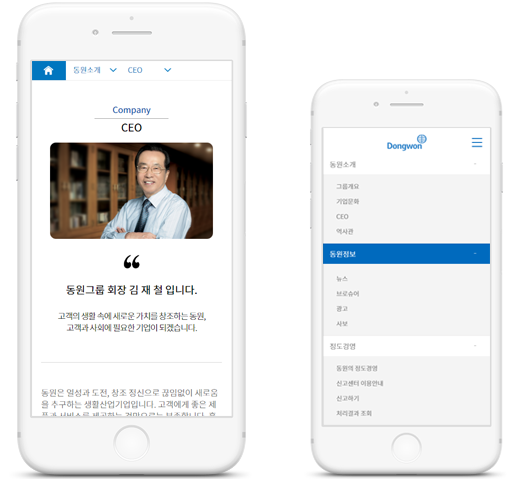 동원소개
CEO
Company
CEO
동원그룹 회장 김 재 철 입니다.
고객의 생활 속에 새로운 가치를 창조하는 동원,
고객과 사회에 필요한 기업이 되겠습니다.
동원은 열성과 도전, 창조 정신으로 끊임없이 새로움
을 추구하는 생활산업기업입니다. 고객에게 좋은 제
Dongwon
동원소개
그룹개요
기업문화
CEO
역사관
동원정보
뉴스
브로슈어
광고
사보
정도경영
동원의 정도경영
신고센터 이용안내
신고하기
처리결과 조회